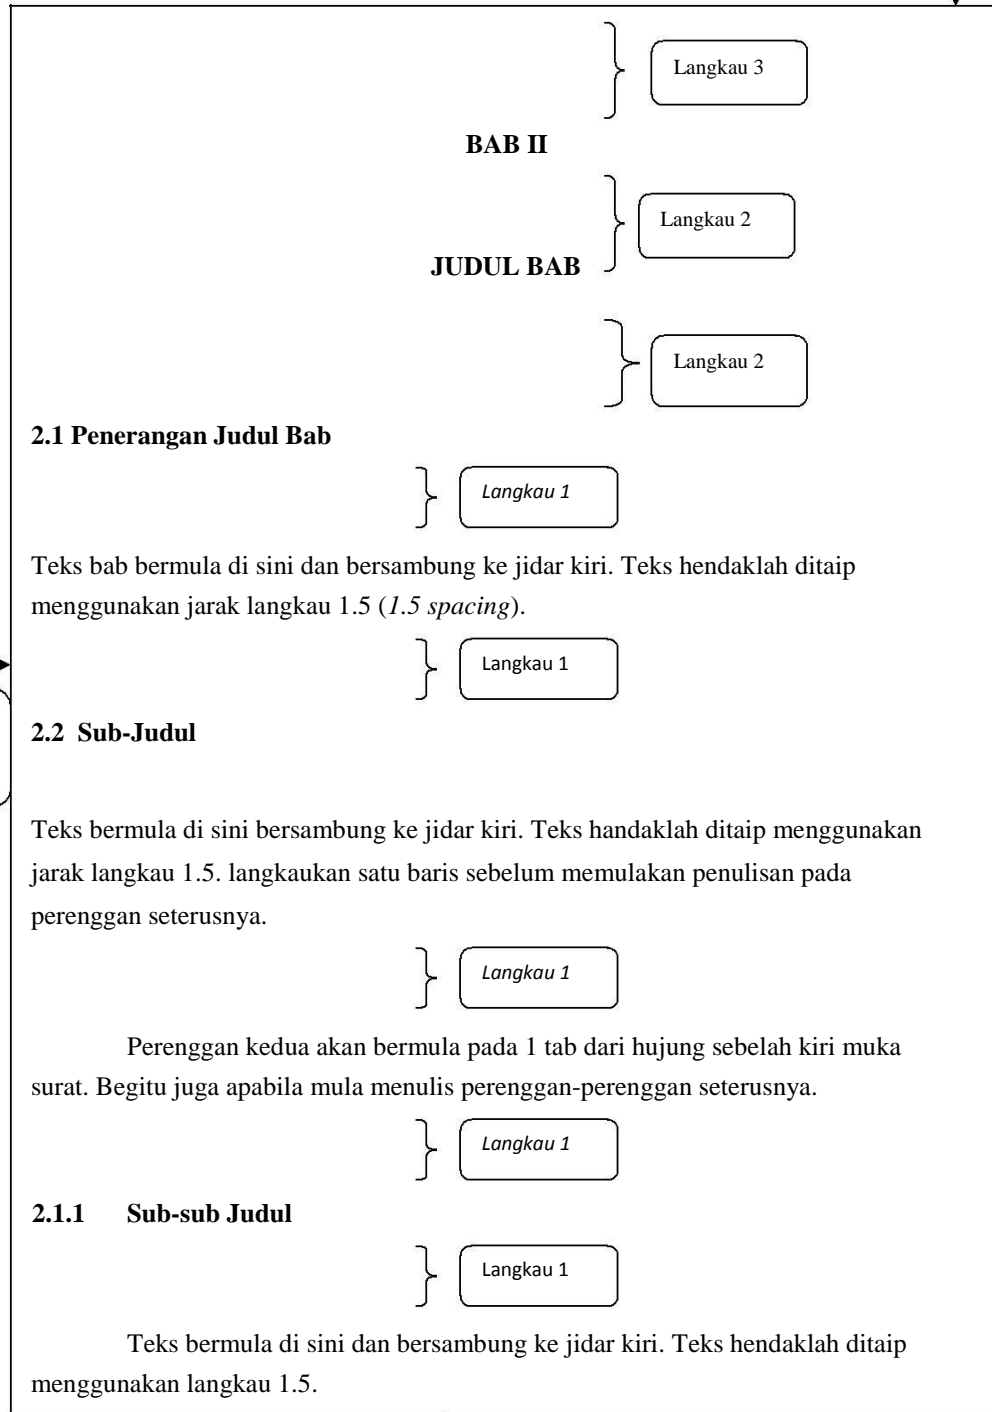 Langkau 3
BAB II
Langkau 2
JUDUL BAB
Langkau 2
2.1 Penerangan Judul Bab
Langkau 1
Teks bab bermula di sini dan bersambung ke jidar kiri. Teks hendaklah ditaip
menggunakan jarak langkau 1.5 (1.5 spacing).
Langkau 1
2.2 Sub-Judul
Teks bermula di sini bersambung ke jidar kiri. Teks handaklah ditaip menggunakan
jarak langkau 1.5. langkaukan satu baris sebelum memulakan penulisan pada
perenggan seterusnya.
Langkau 1
Perenggan kedua akan bermula pada 1 tab dari hujung sebelah kiri muka
surat. Begitu juga apabila mula menulis perenggan-perenggan seterusnya.
Langkau 1
2.1.1 Sub-sub Judul
Langkau 1
Teks bermula di sini dan bersambung ke jidar kiri. Teks hendaklah ditaip
menggunakan langkau 1.5.